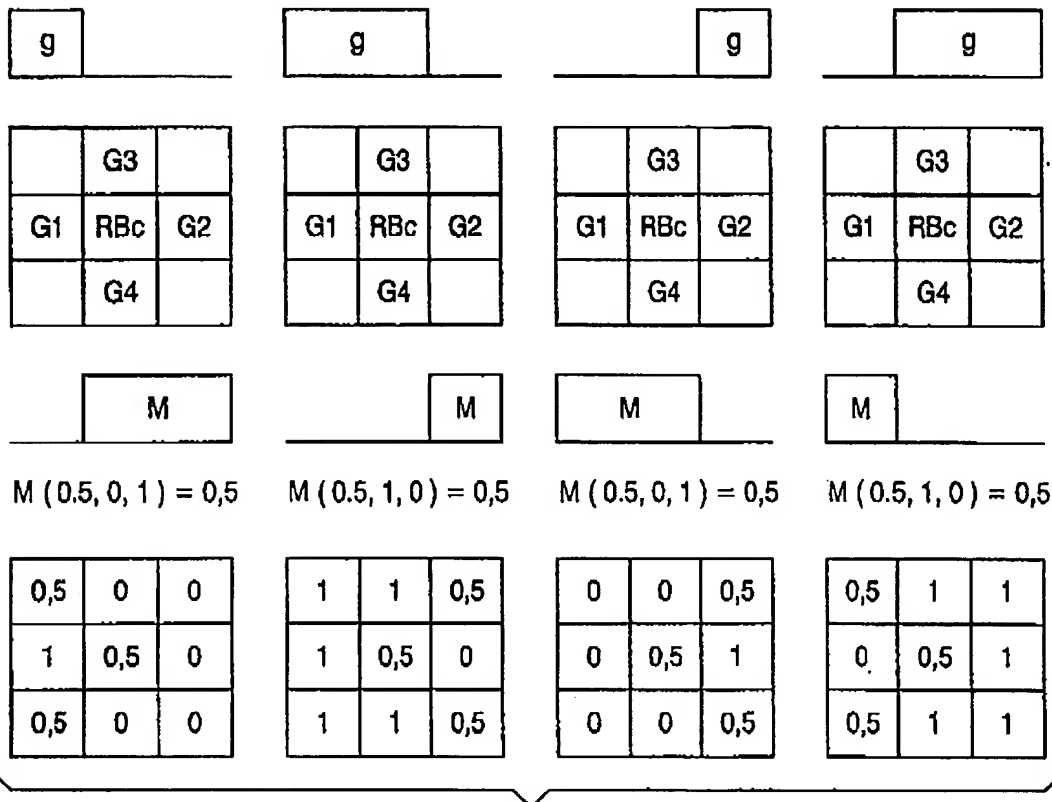 g g g g
G3 G3 G3 G3
G1 RBc G2 G1 RBc G2 G1 RBc G2 G1 RBc G2
G4 G4 G4 G4
M M M M
M ( 0.5, 0, 1 ) = 0,5 M ( 0.5, 1, 0 ) = 0,5 M ( 0.5, 0, 1 ) = 0,5 M ( 0.5, 1, 0 ) = 0,5
0,5 0 0 1 1 0,5 0 0 0,5 0,5 1 1
1 0,5 0 1 0,5 0 0 0,5 1 0 0,5 1
0,5 0 0 1 1 0,5 0 0 0,5 0,5 1 1